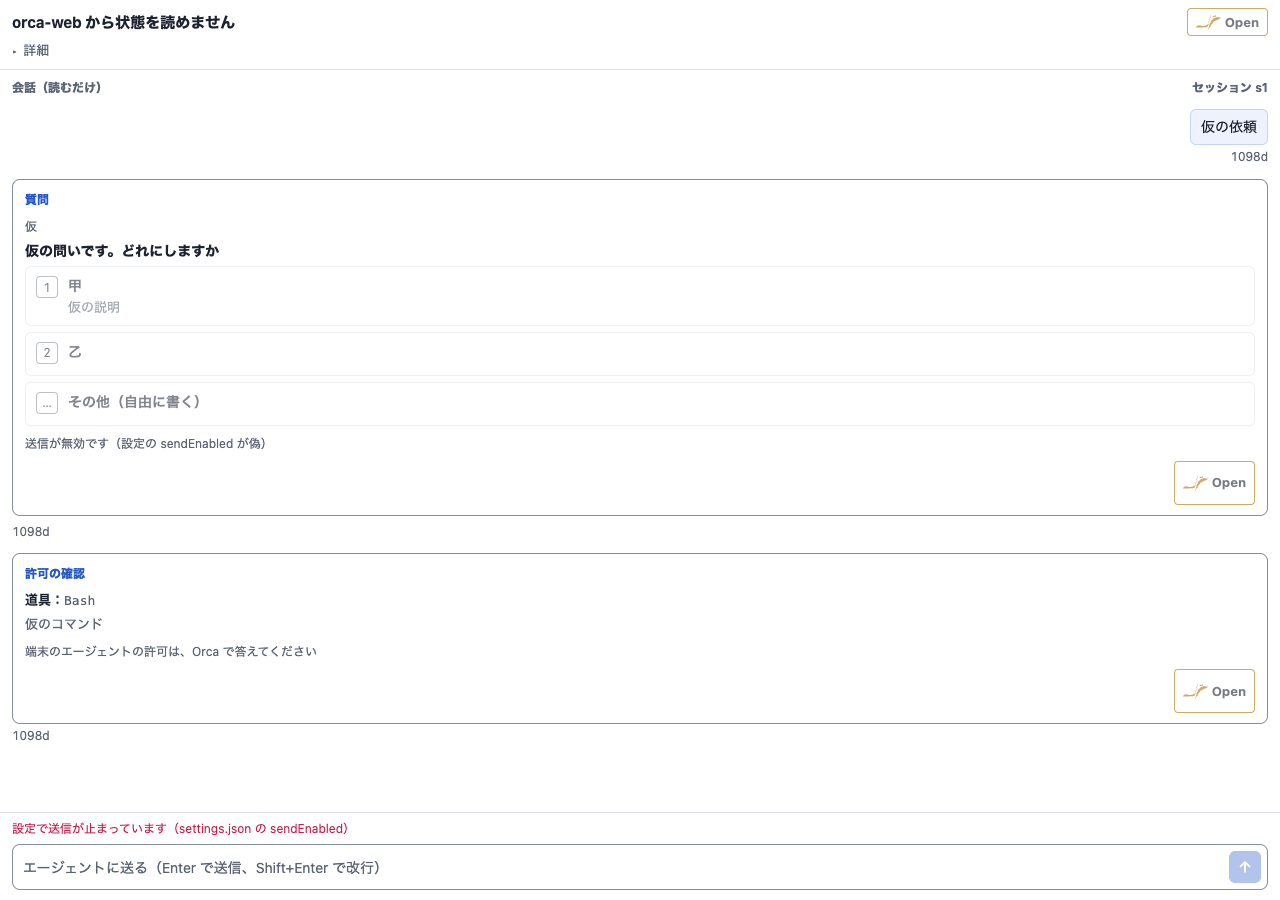 orca-web から状態を読めません
Open
詳細
会話（読むだけ）
セッション s1
仮の依頼
1098d
質問
仮
仮の問いです。どれにしますか
1 甲
仮の説明
2 乙
... その他（自由に書く）
送信が無効です（設定の sendEnabled が偽）
Open
1098d
許可の確認
道具：Bash
仮のコマンド
端末のエージェントの許可は、Orca で答えてください
Open
1098d
設定で送信が止まっています（settings.json の sendEnabled）
エージェントに送る（Enter で送信、Shift+Enter で改行）